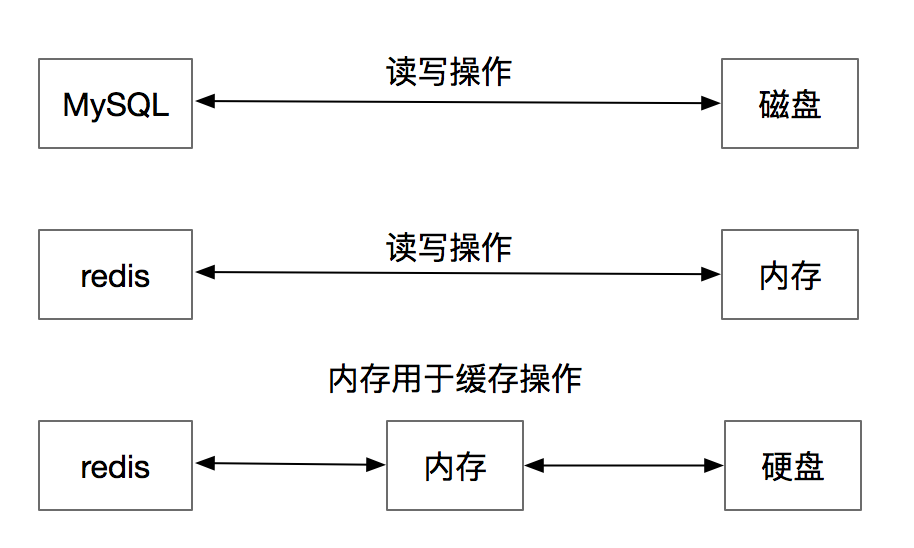 读写操作
MySQL
磁盘
读写操作
redis
内存
内存用于缓存操作
redis
内存
硬盘